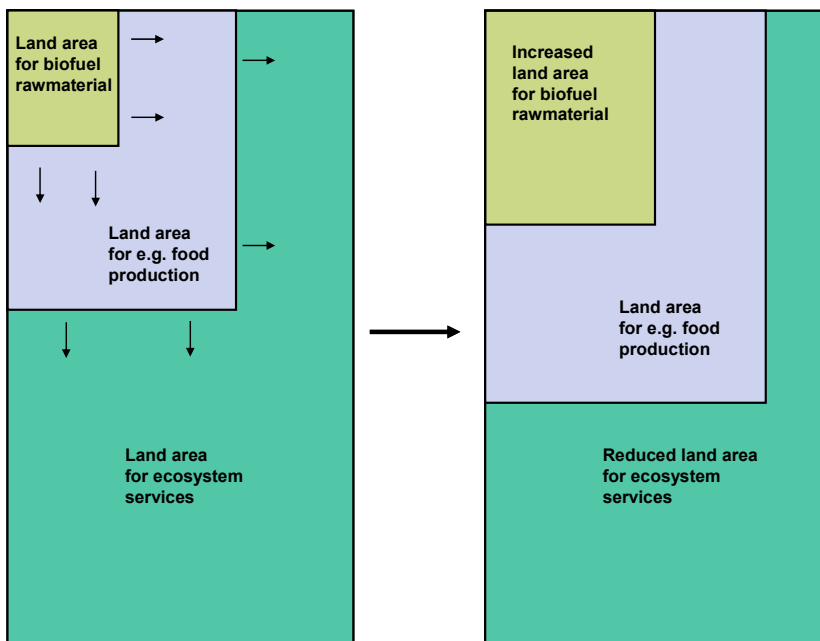 Land area
for biofuel
rawmaterial
Land area
for e.g. food
production
Land area
for ecosystem
services
Increased
land area
for biofuel
rawmaterial
Land area
for e.g. food
production
Reduced land area
for ecosystem
services